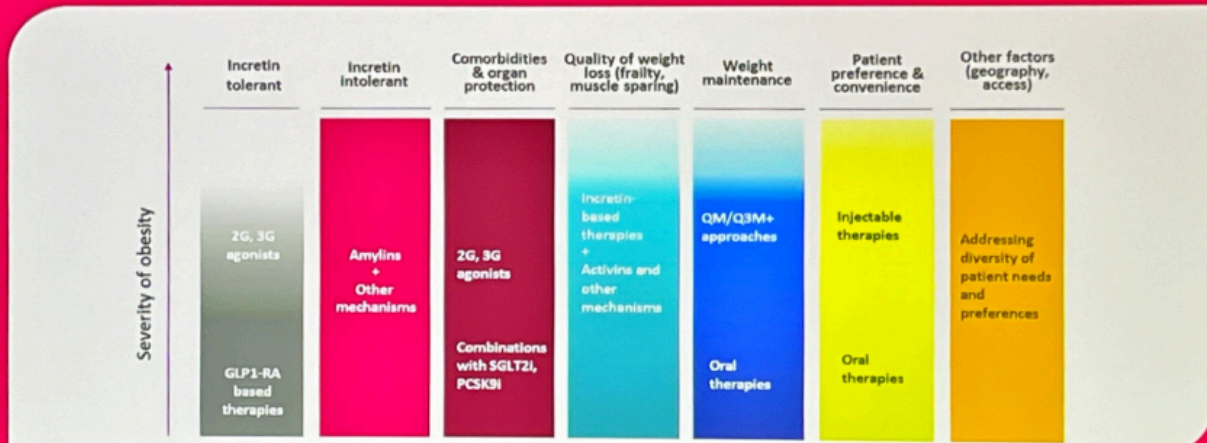 Incretin
tolerant
Incretin
intolerant
Comorbidities
& organ
protection
Quality of weight
loss (frailty,
muscle sparing)
Weight
maintenance
Patient
preference &
convenience
Other factors
(geography,
access)
Severity of obesity
2G, 3G
agonists
GLP1-RA
based
therapies
Amylins
+
Other
mechanisms
2G, 3G
agonists
Combinations
with SGLT2i,
PCSK9i
Incretin-
based
therapies
+
Activins and
other
mechanisms
QM/Q3M+
approaches
Oral
therapies
Injectable
therapies
Oral
therapies
Addressing
diversity of
patient needs
and
preferences